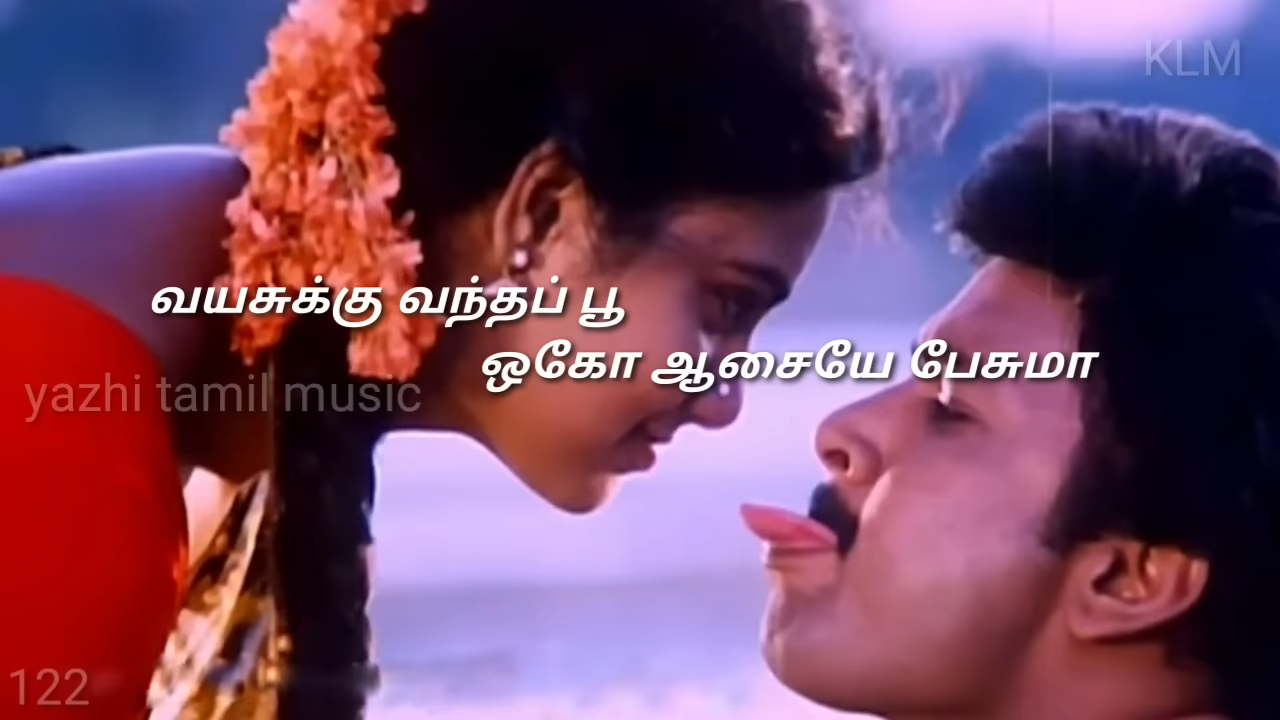 KLM
வயசுக்கு வந்தப் பூ
ஒகோ ஆசையே பேசுமா
yazhi tamil music
122